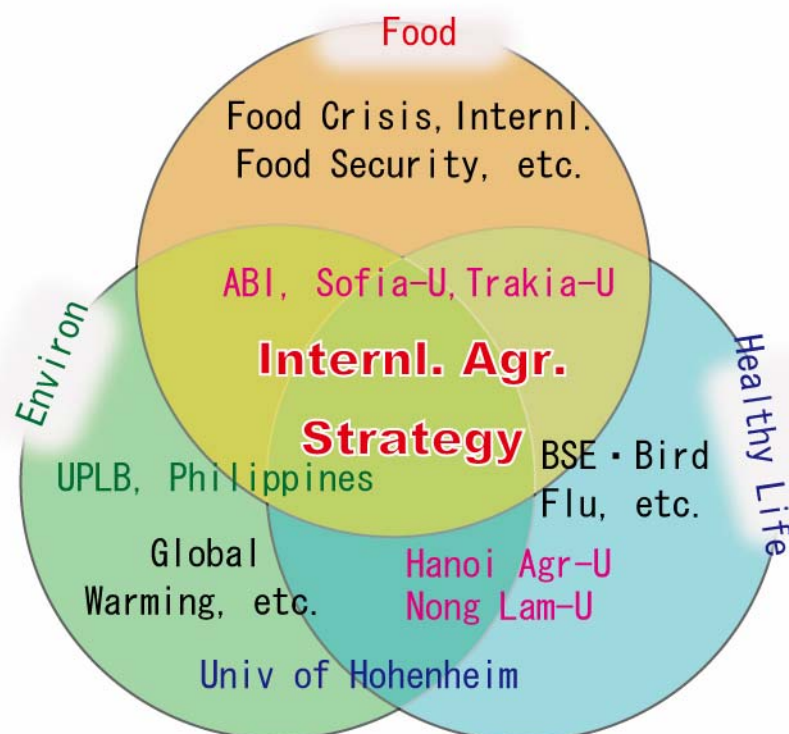 Food
Food Crisis, Internl.
Food Security, etc.
ABI, Sofia-U, Trakia-U
Internl. Agr.
Strategy
Environ
Healthy Life
UPLB, Philippines
BSE・Bird
Flu, etc.
Global
Warming, etc.
Hanoi Agr-U
Nong Lam-U
Univ of Hohenheim